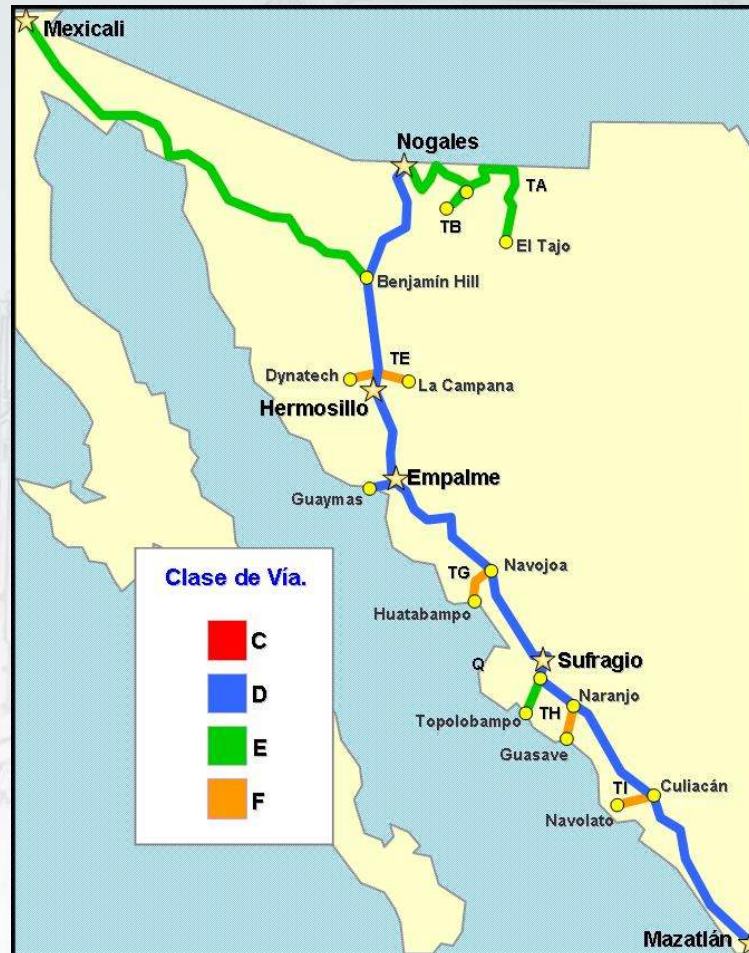 Mexicali
Nogales
TA
TB
El Tajo
Benjamín Hill
TE
Dynatech
La Campana
Hermosillo
Empalme
Guaymas
Clase de Vía.
C
D
E
F
TG
Navojoa
Huatabampo
Q
Sufragio
Naranjo
Topolobampo
TH
Guasave
TI
Culiacán
Navolato
Mazatlán